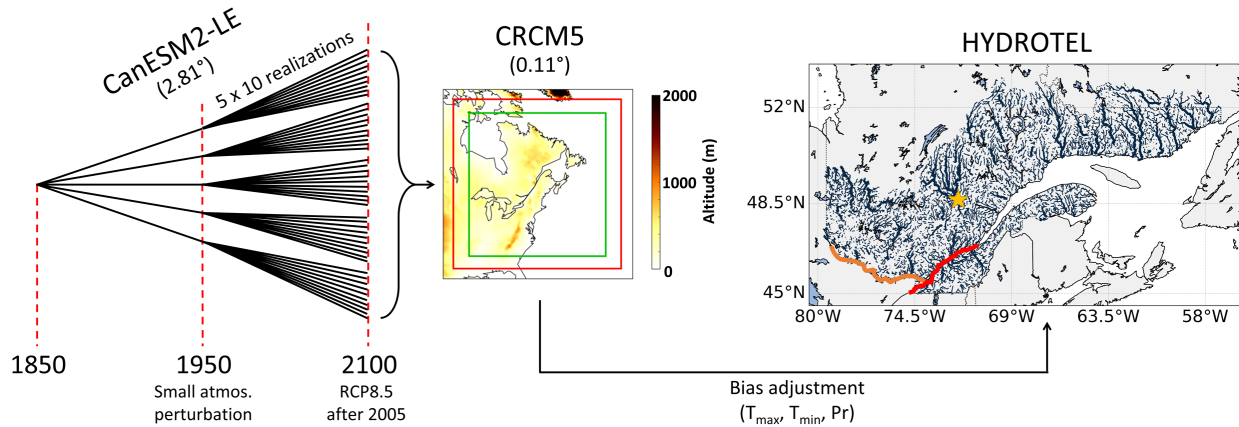 CanESM2-LE
(2.81°)
5 x 10 realizations
1850
1950
Small atmos.
perturbation
2100
RCP8.5
after 2005
CRCM5
(0.11°)
2000
1000
0
Altitude (m)
Bias adjustment
(Tmax, Tmin, Pr)
HYDROTEL
52°N
48.5°N
45°N
80°W
74.5°W
69°W
63.5°W
58°W